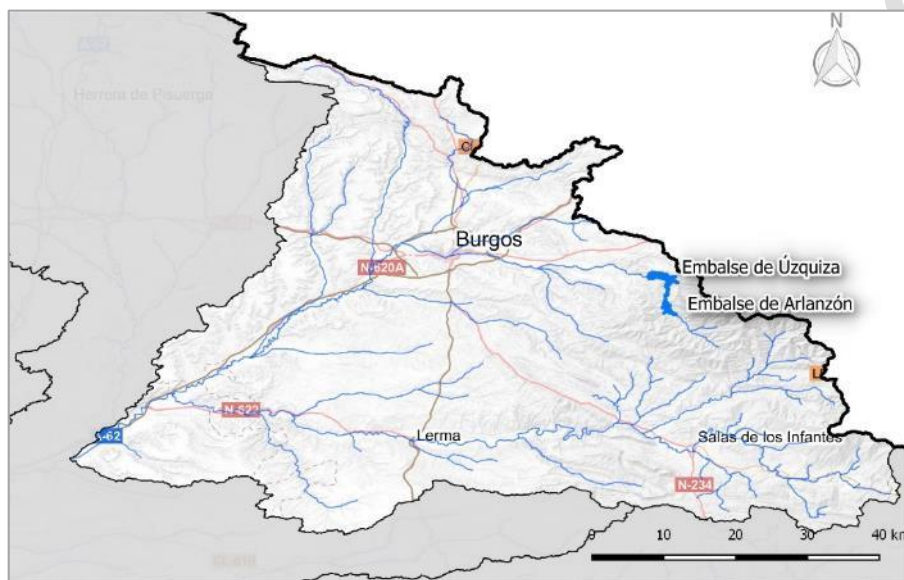 N
Herrera de Pisuerga
Burgos
N-620A
Embalse de Úzquiza
Embalse de Arlanzón
N-622
Lerma
Salas de los Infantes
N-234
0 10 20 30 40 km